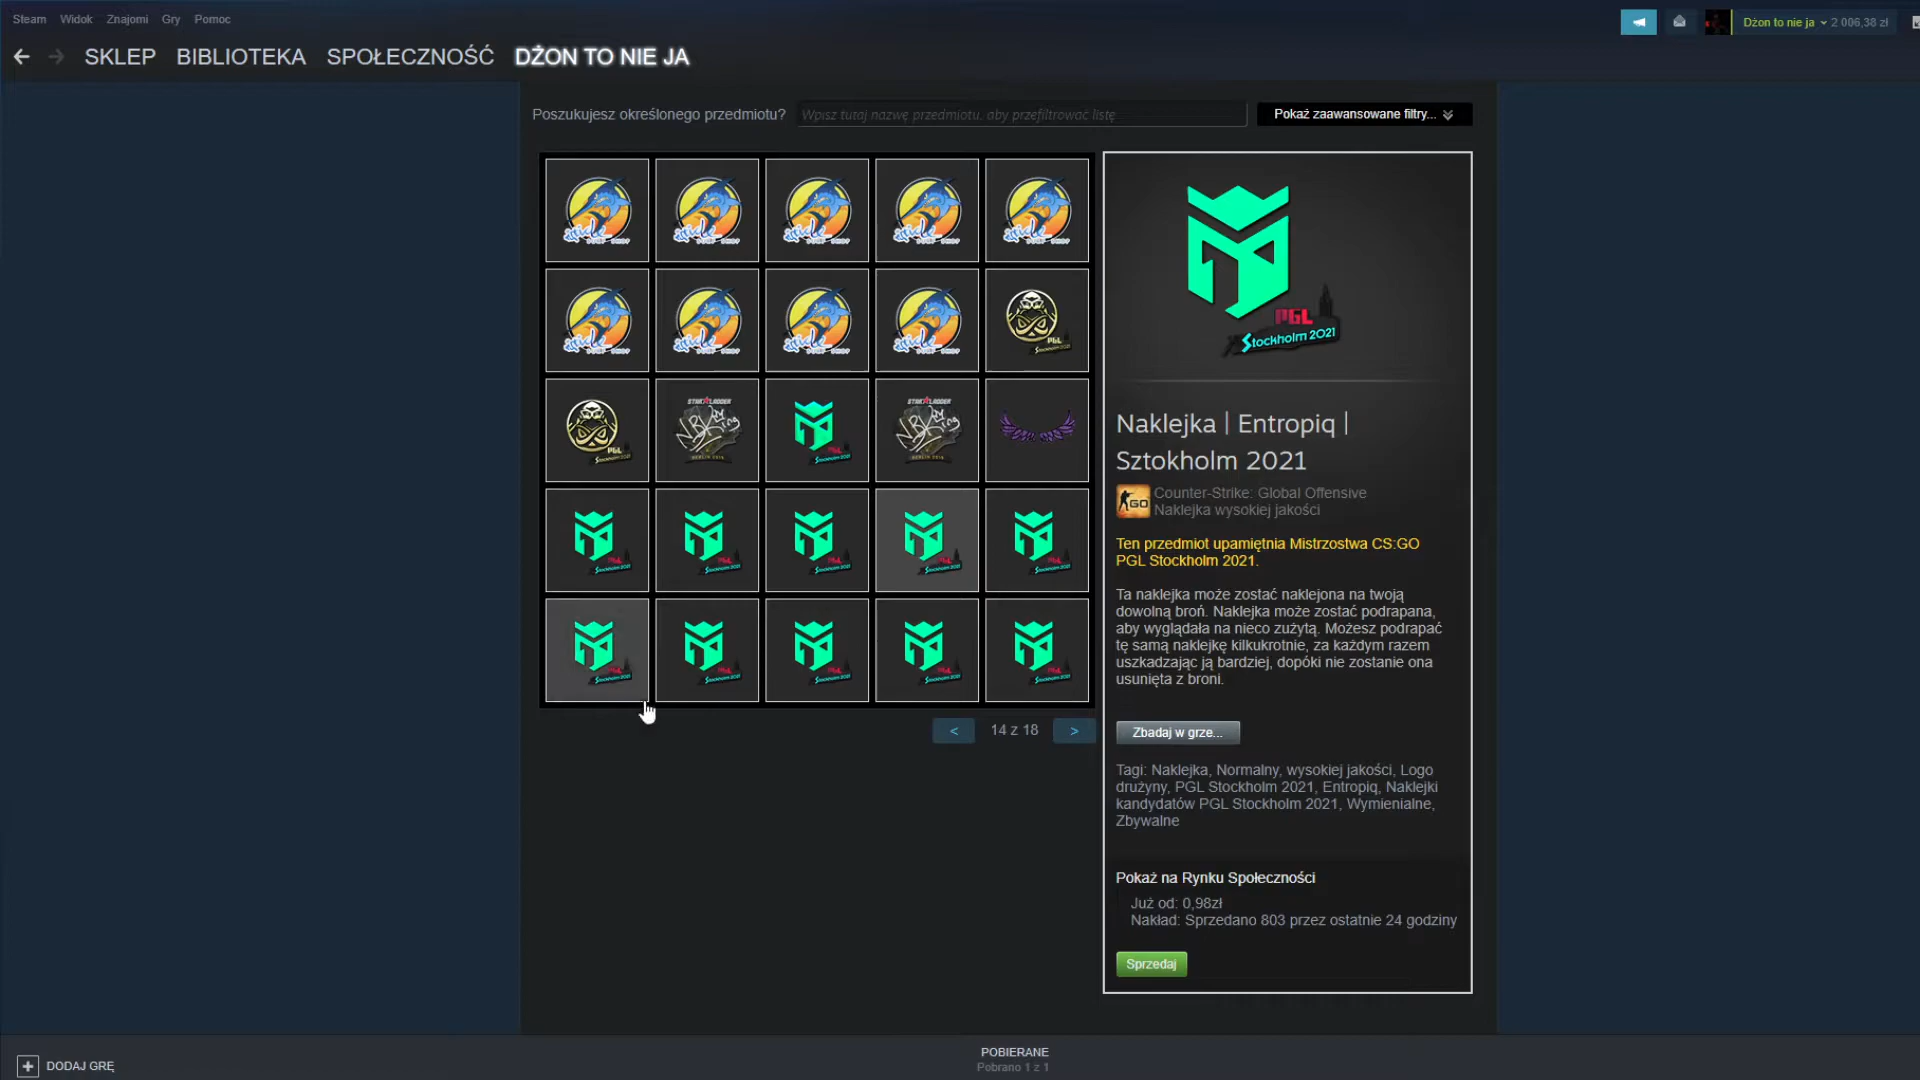 Steam Widok Znajomi Gry Pomoc
Dżon to nie ja 2 006,38 zł
SKLEP BIBLIOTEKA SPOŁECZNOŚĆ DŻON TO NIE JA
Poszukujesz określonego przedmiotu? Wpisz tutaj nazwę przedmiotu, aby przefiltrować listę Pokaż zaawansowane filtry...
PGL
Stockholm 2021
Naklejka | Entropiq |
Sztokholm 2021
GO
Counter-Strike: Global Offensive
Naklejka wysokiej jakości
Ten przedmiot upamiętnia Mistrzostwa CS:GO
PGL Stockholm 2021.
Ta naklejka może zostać naklejona na twoją
dowolną broń. Naklejka może zostać podrapana,
aby wyglądała na nieco zużytą. Możesz podrapać
tę samą naklejkę kilkukrotnie, za każdym razem
uszkadzając ją bardziej, dopóki nie zostanie ona
usunięta z broni.
< 14 z 18 >
Zbadaj w grze...
Tagi: Naklejka, Normalny, wysokiej jakości, Logo
drużyny, PGL Stockholm 2021, Entropiq, Naklejki
kandydatów PGL Stockholm 2021, Wymienialne,
Zbywalne
Pokaż na Rynku Społeczności
Już od: 0,98zł
Nakład: Sprzedano 803 przez ostatnie 24 godziny
Sprzedaj
DODAJ GRĘ
POBIERANE
Pobrano 1 z 1